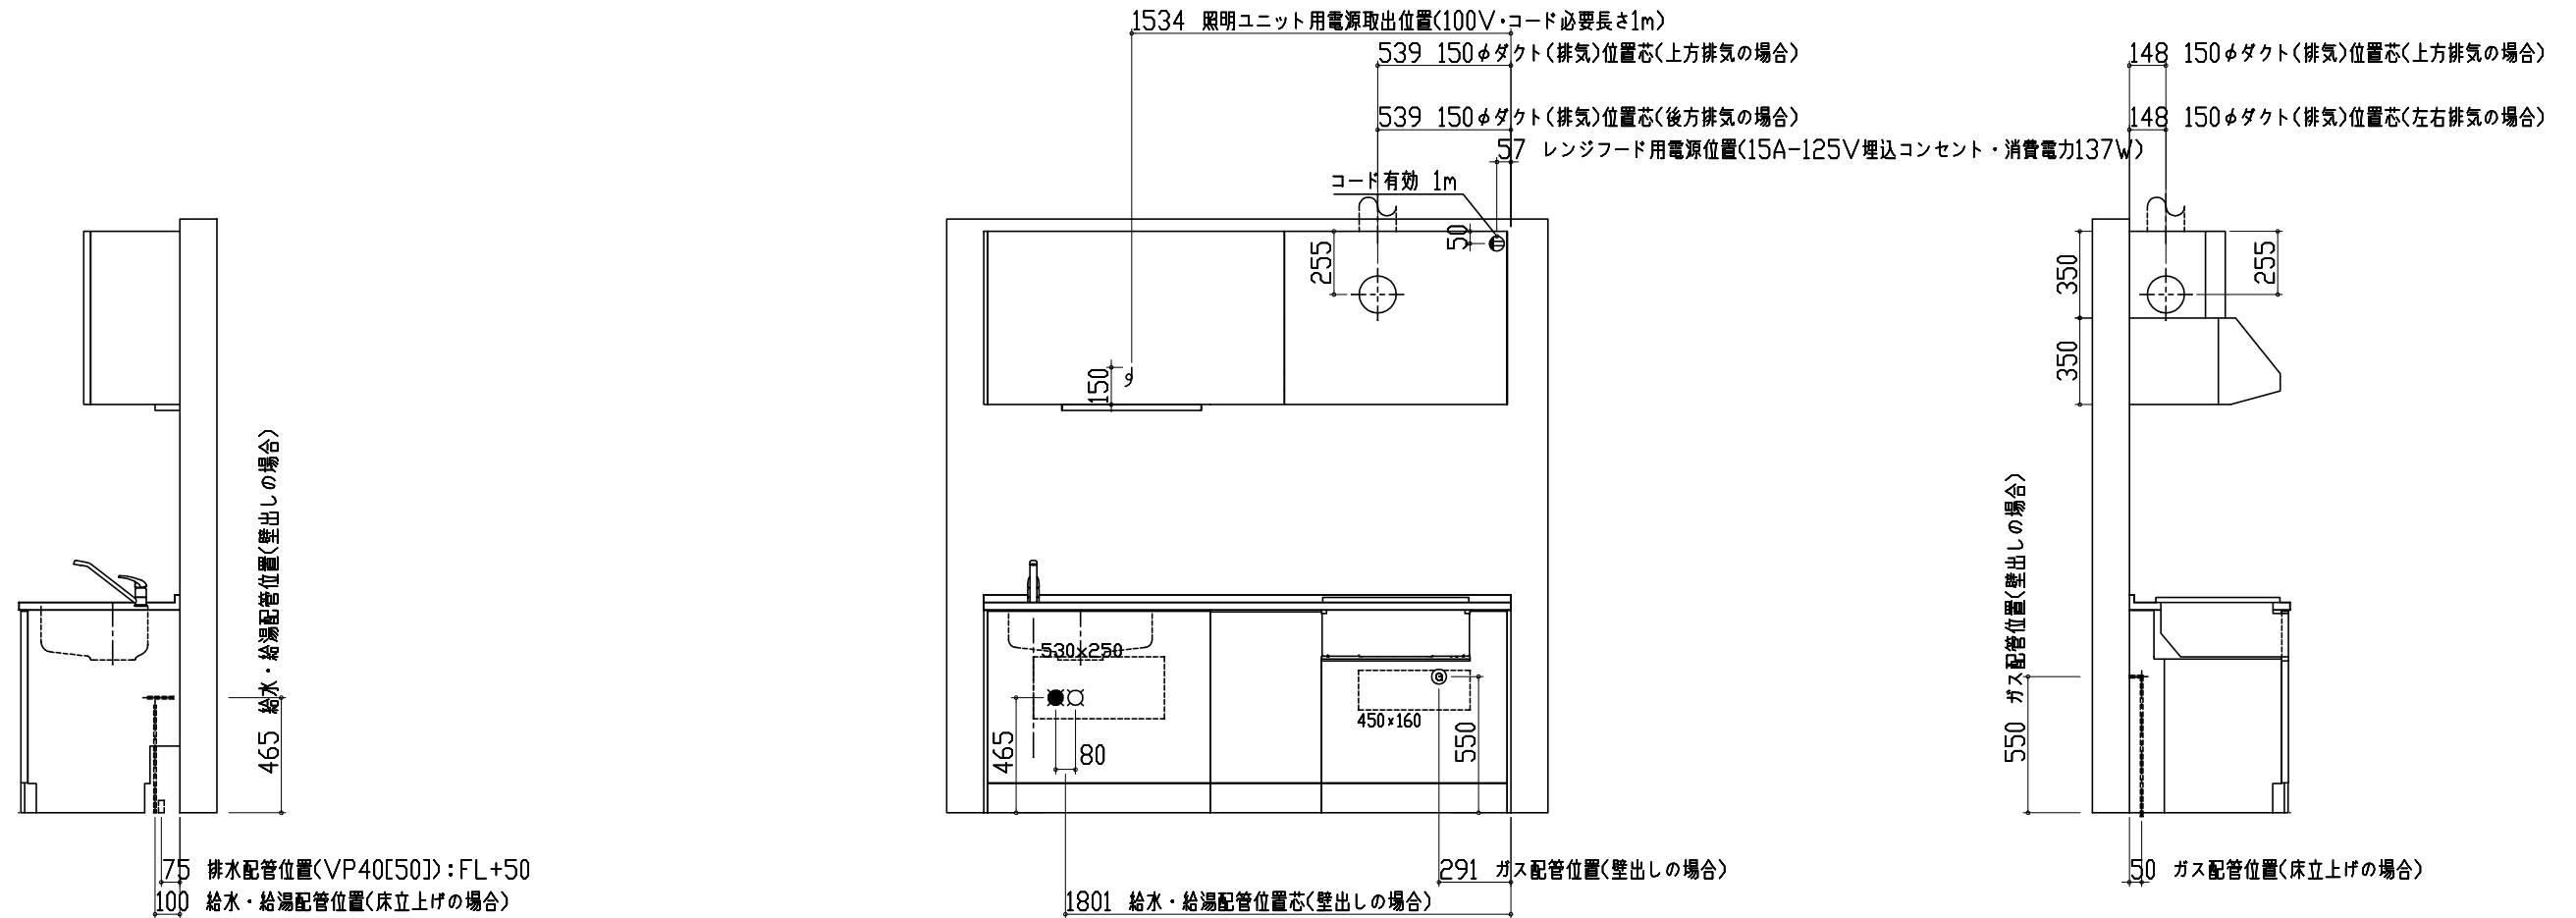 1534 照明ユニット用電源取出位置(100V・コード必要長さ1m)
539 150φダクト(排気)位置芯(上方排気の場合)
148 150φダクト(排気)位置芯(上方排気の場合)
539 150φダクト(排気)位置芯(後方排気の場合)
148 150φダクト(排気)位置芯(左右排気の場合)
57 レンジフード用電源位置(15A-125V埋込コンセント・消費電力137W)
コード有効 1m
50
255
150
350
255
350
465 給水・給湯配管位置(壁出しの場合)
530×250
465
80
450×160
550
550 ガス配管位置(壁出しの場合)
75 排水配管位置(VP40[50]):FL+50
100 給水・給湯配管位置(床立上げの場合)
291 ガス配管位置(壁出しの場合)
1801 給水・給湯配管位置芯(壁出しの場合)
50 ガス配管位置(床立上げの場合)